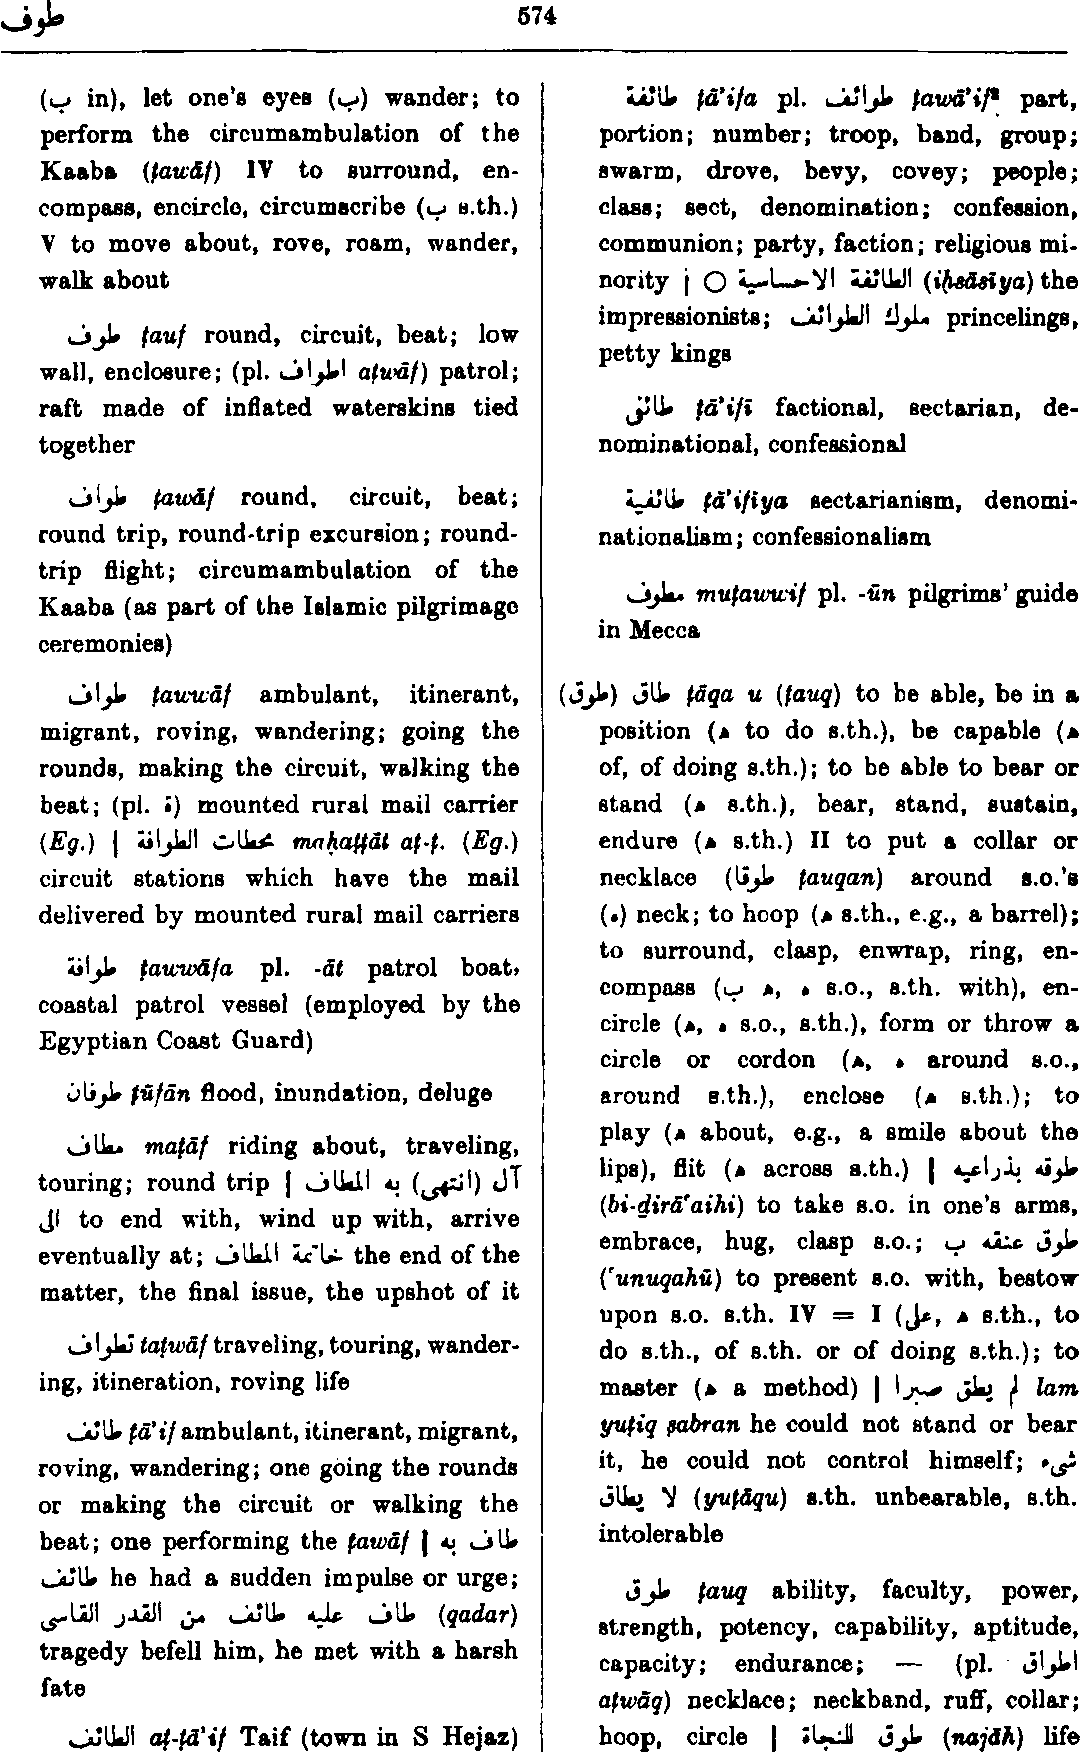 طوف
574
(ب in), let one's eyes (ب) wander; to
perform the circumambulation of the
Kaaba (ṭawāf) IV to surround, en-
compass, encircle, circumscribe (ب s.th.)
V to move about, rove, roam, wander,
walk about
طوف ṭauf round, circuit, beat; low
wall, enclosure; (pl. اطواف aṭwāf) patrol;
raft made of inflated waterskins tied
together
طواف ṭawāf round, circuit, beat;
round trip, round-trip excursion; round-
trip flight; circumambulation of the
Kaaba (as part of the Islamic pilgrimage
ceremonies)
طواف ṭawwāf ambulant, itinerant,
migrant, roving, wandering; going the
rounds, making the circuit, walking the
beat; (pl. ة) mounted rural mail carrier
(Eg.) | محطات الطوافة maḥaṭṭāt aṭ-ṭ. (Eg.)
circuit stations which have the mail
delivered by mounted rural mail carriers
طوافة ṭawwāfa pl. -āt patrol boat,
coastal patrol vessel (employed by the
Egyptian Coast Guard)
طوفان ṭūfān flood, inundation, deluge
مطاف maṭāf riding about, traveling,
touring; round trip | آل (انتهى) به المطاف
الى to end with, wind up with, arrive
eventually at; خاتمة المطاف the end of the
matter, the final issue, the upshot of it
تطواف taṭwāf traveling, touring, wander-
ing, itineration, roving life
طائف ṭā'if ambulant, itinerant, migrant,
roving, wandering; one going the rounds
or making the circuit or walking the
beat; one performing the ṭawāf | طاف به
طائف he had a sudden impulse or urge;
طاف عليه طائف من القدر القاسى (qadar)
tragedy befell him, he met with a harsh
fate
الطائف aṭ-ṭā'if Taif (town in S Hejaz)
طائفة ṭā'ifa pl. طوائف ṭawā'if² part,
portion; number; troop, band, group;
swarm, drove, bevy, covey; people;
class; sect, denomination; confession,
communion; party, faction; religious mi-
nority | ○ الطائفة الاحساسية (iḥsāsīya) the
impressionists; ملوك الطوائف princelings,
petty kings
طائفى ṭā'ifī factional, sectarian, de-
nominational, confessional
طائفية ṭā'ifīya sectarianism, denomi-
nationalism; confessionalism
مطوف muṭawwif pl. -ūn pilgrims' guide
in Mecca
(طوق) طاق ṭāqa u (ṭauq) to be able, be in a
position (ه to do s.th.), be capable (ه
of, of doing s.th.); to be able to bear or
stand (ه s.th.), bear, stand, sustain,
endure (ه s.th.) II to put a collar or
necklace (طوقا ṭauqan) around s.o.'s
(ه) neck; to hoop (ه s.th., e.g., a barrel);
to surround, clasp, enwrap, ring, en-
compass (ب ه, ه s.o., s.th. with), en-
circle (ه, ه s.o., s.th.), form or throw a
circle or cordon (ه, ه around s.o.,
around s.th.), enclose (ه s.th.); to
play (ه about, e.g., a smile about the
lips), flit (ه across s.th.) | طوقه بذراعيه
(bi-ḏirā'aihi) to take s.o. in one's arms,
embrace, hug, clasp s.o.; طوق عنقه ب
('unuqahū) to present s.o. with, bestow
upon s.o. s.th. IV = I (على, ه s.th., to
do s.th., of s.th. or of doing s.th.); to
master (ه a method) | لم يطق صبرا lam
yuṭiq ṣabran he could not stand or bear
it, he could not control himself; شىء
لا يطاق (yuṭāqu) s.th. unbearable, s.th.
intolerable
طوق ṭauq ability, faculty, power,
strength, potency, capability, aptitude,
capacity; endurance; — (pl. اطواق
aṭwāq) necklace; neckband, ruff, collar;
hoop, circle | طوق للنجاة (najāh) life